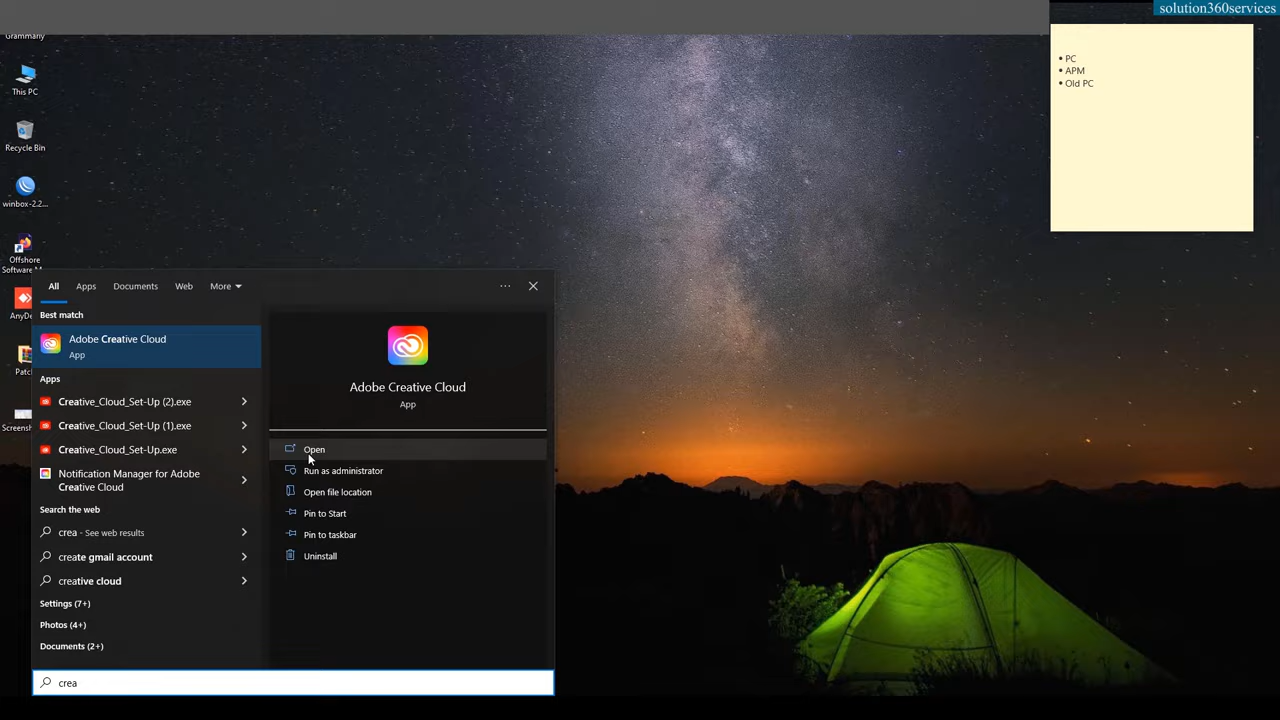 solution360services
• PC
• APM
• Old PC
Grammarly
This PC
Recycle Bin
winbox-2.2...
Offshore
Software M
AnyDe
Patc
Screensh
All
Apps
Documents
Web
More
Best match
Adobe Creative Cloud
App
Apps
Creative_Cloud_Set-Up (2).exe
Creative_Cloud_Set-Up (1).exe
Creative_Cloud_Set-Up.exe
Notification Manager for Adobe
Creative Cloud
Search the web
crea - See web results
create gmail account
creative cloud
Settings (7+)
Photos (4+)
Documents (2+)
Adobe Creative Cloud
App
Open
Run as administrator
Open file location
Pin to Start
Pin to taskbar
Uninstall
crea